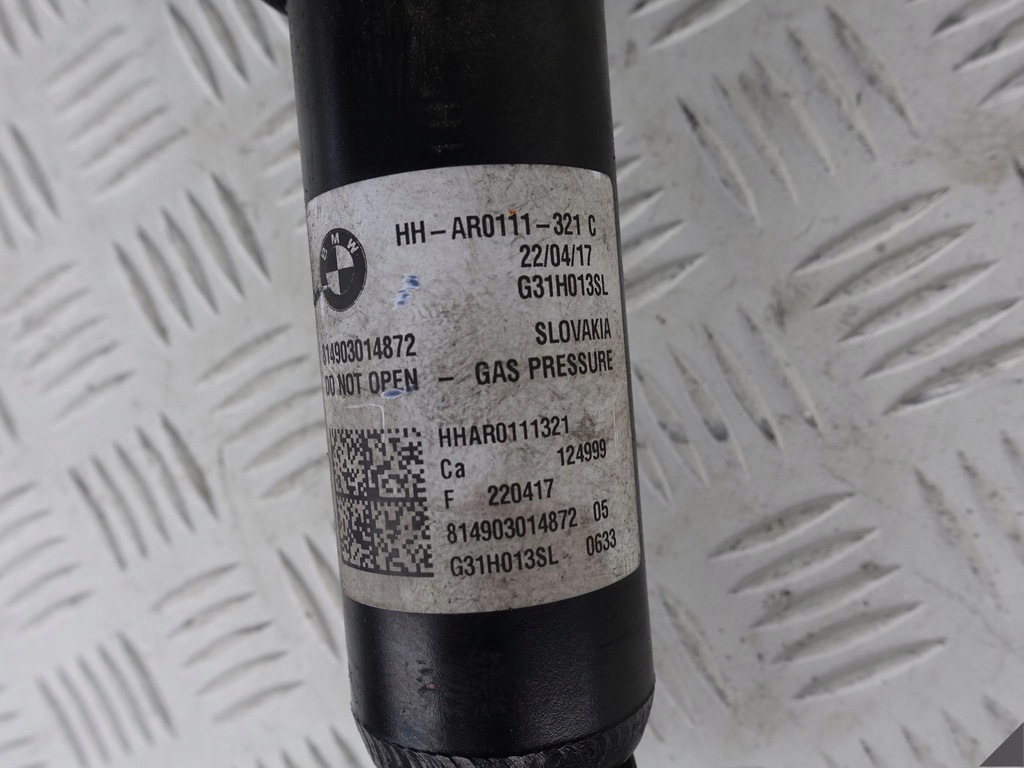 BMW
HH-AR0111-321 C
22/04/17
G31H013SL
814903014872 SLOVAKIA
DO NOT OPEN - GAS PRESSURE
HHAR0111321
Ca 124999
F 220417
814903014872 05
G31H013SL 0633